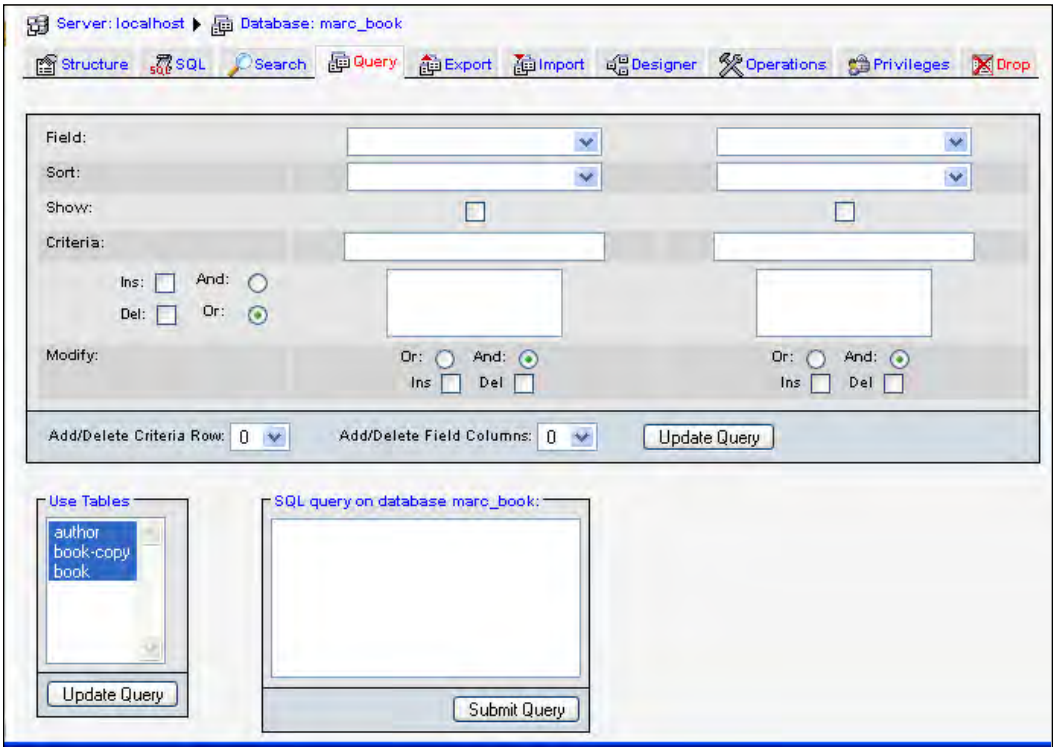 Server: localhost Database: marc_book
Structure SQL SQL Search Query Export Import Designer Operations Privileges Drop
Field:
Sort:
Show:
Criteria:
Ins: And:
Del: Or:
Modify: Or: And: Or: And:
Ins Del Ins Del
Add/Delete Criteria Row: 0 Add/Delete Field Columns: 0 Update Query
Use Tables SQL query on database marc_book:
author
book-copy
book
Update Query
Submit Query